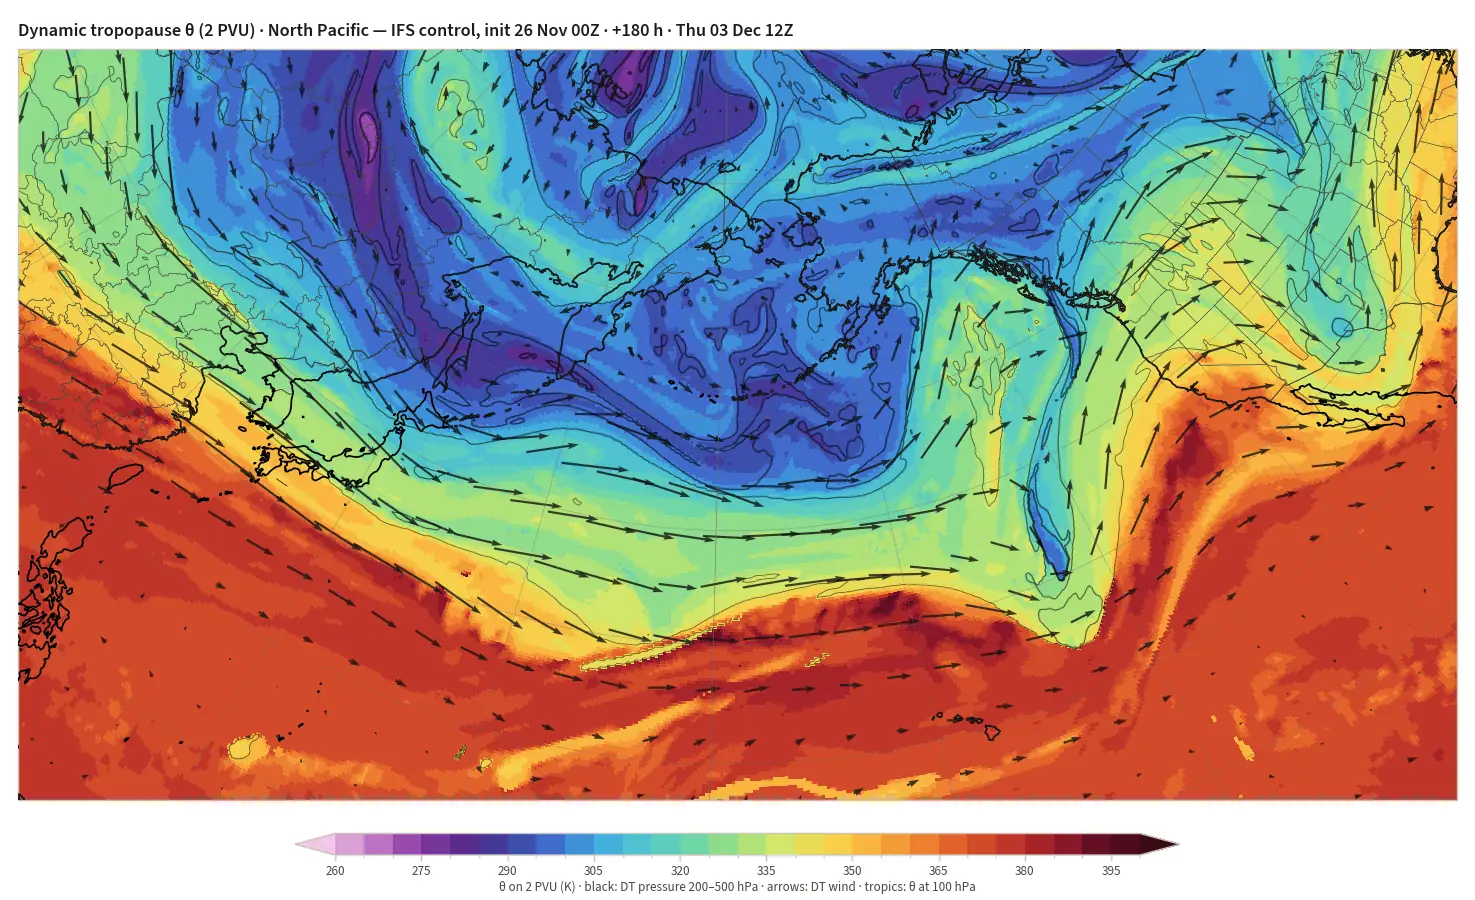 Dynamic tropopause θ (2 PVU) · North Pacific — IFS control, init 26 Nov 00Z · +180 h · Thu 03 Dec 12Z
260 275 290 305 320 335 350 365 380 395
θ on 2 PVU (K) · black: DT pressure 200–500 hPa · arrows: DT wind · tropics: θ at 100 hPa